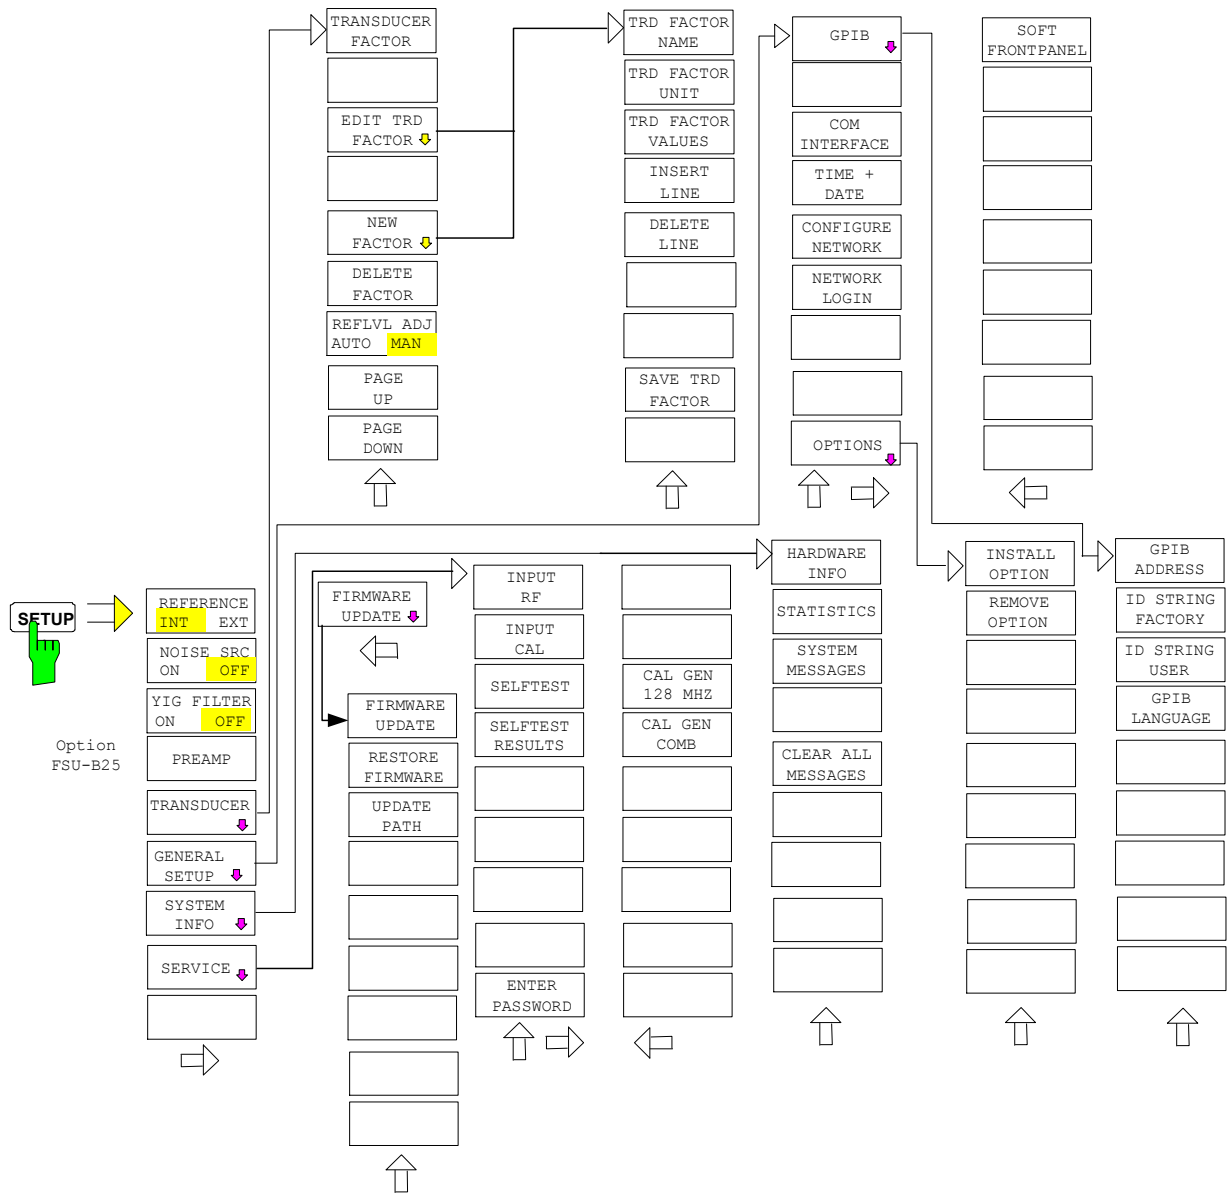 TRANSDUCER
FACTOR
EDIT TRD
FACTOR
NEW
FACTOR
DELETE
FACTOR
REFLVL ADJ
AUTO MAN
PAGE
UP
PAGE
DOWN
TRD FACTOR
NAME
TRD FACTOR
UNIT
TRD FACTOR
VALUES
INSERT
LINE
DELETE
LINE
SAVE TRD
FACTOR
GPIB
COM
INTERFACE
TIME +
DATE
CONFIGURE
NETWORK
NETWORK
LOGIN
OPTIONS
SOFT
FRONTPANEL
SETUP
REFERENCE
INT EXT
NOISE SRC
ON OFF
YIG FILTER
ON OFF
Option
FSU-B25
PREAMP
TRANSDUCER
GENERAL
SETUP
SYSTEM
INFO
SERVICE
FIRMWARE
UPDATE
FIRMWARE
UPDATE
RESTORE
FIRMWARE
UPDATE
PATH
INPUT
RF
INPUT
CAL
SELFTEST
SELFTEST
RESULTS
ENTER
PASSWORD
CAL GEN
128 MHZ
CAL GEN
COMB
HARDWARE
INFO
STATISTICS
SYSTEM
MESSAGES
CLEAR ALL
MESSAGES
INSTALL
OPTION
REMOVE
OPTION
GPIB
ADDRESS
ID STRING
FACTORY
ID STRING
USER
GPIB
LANGUAGE